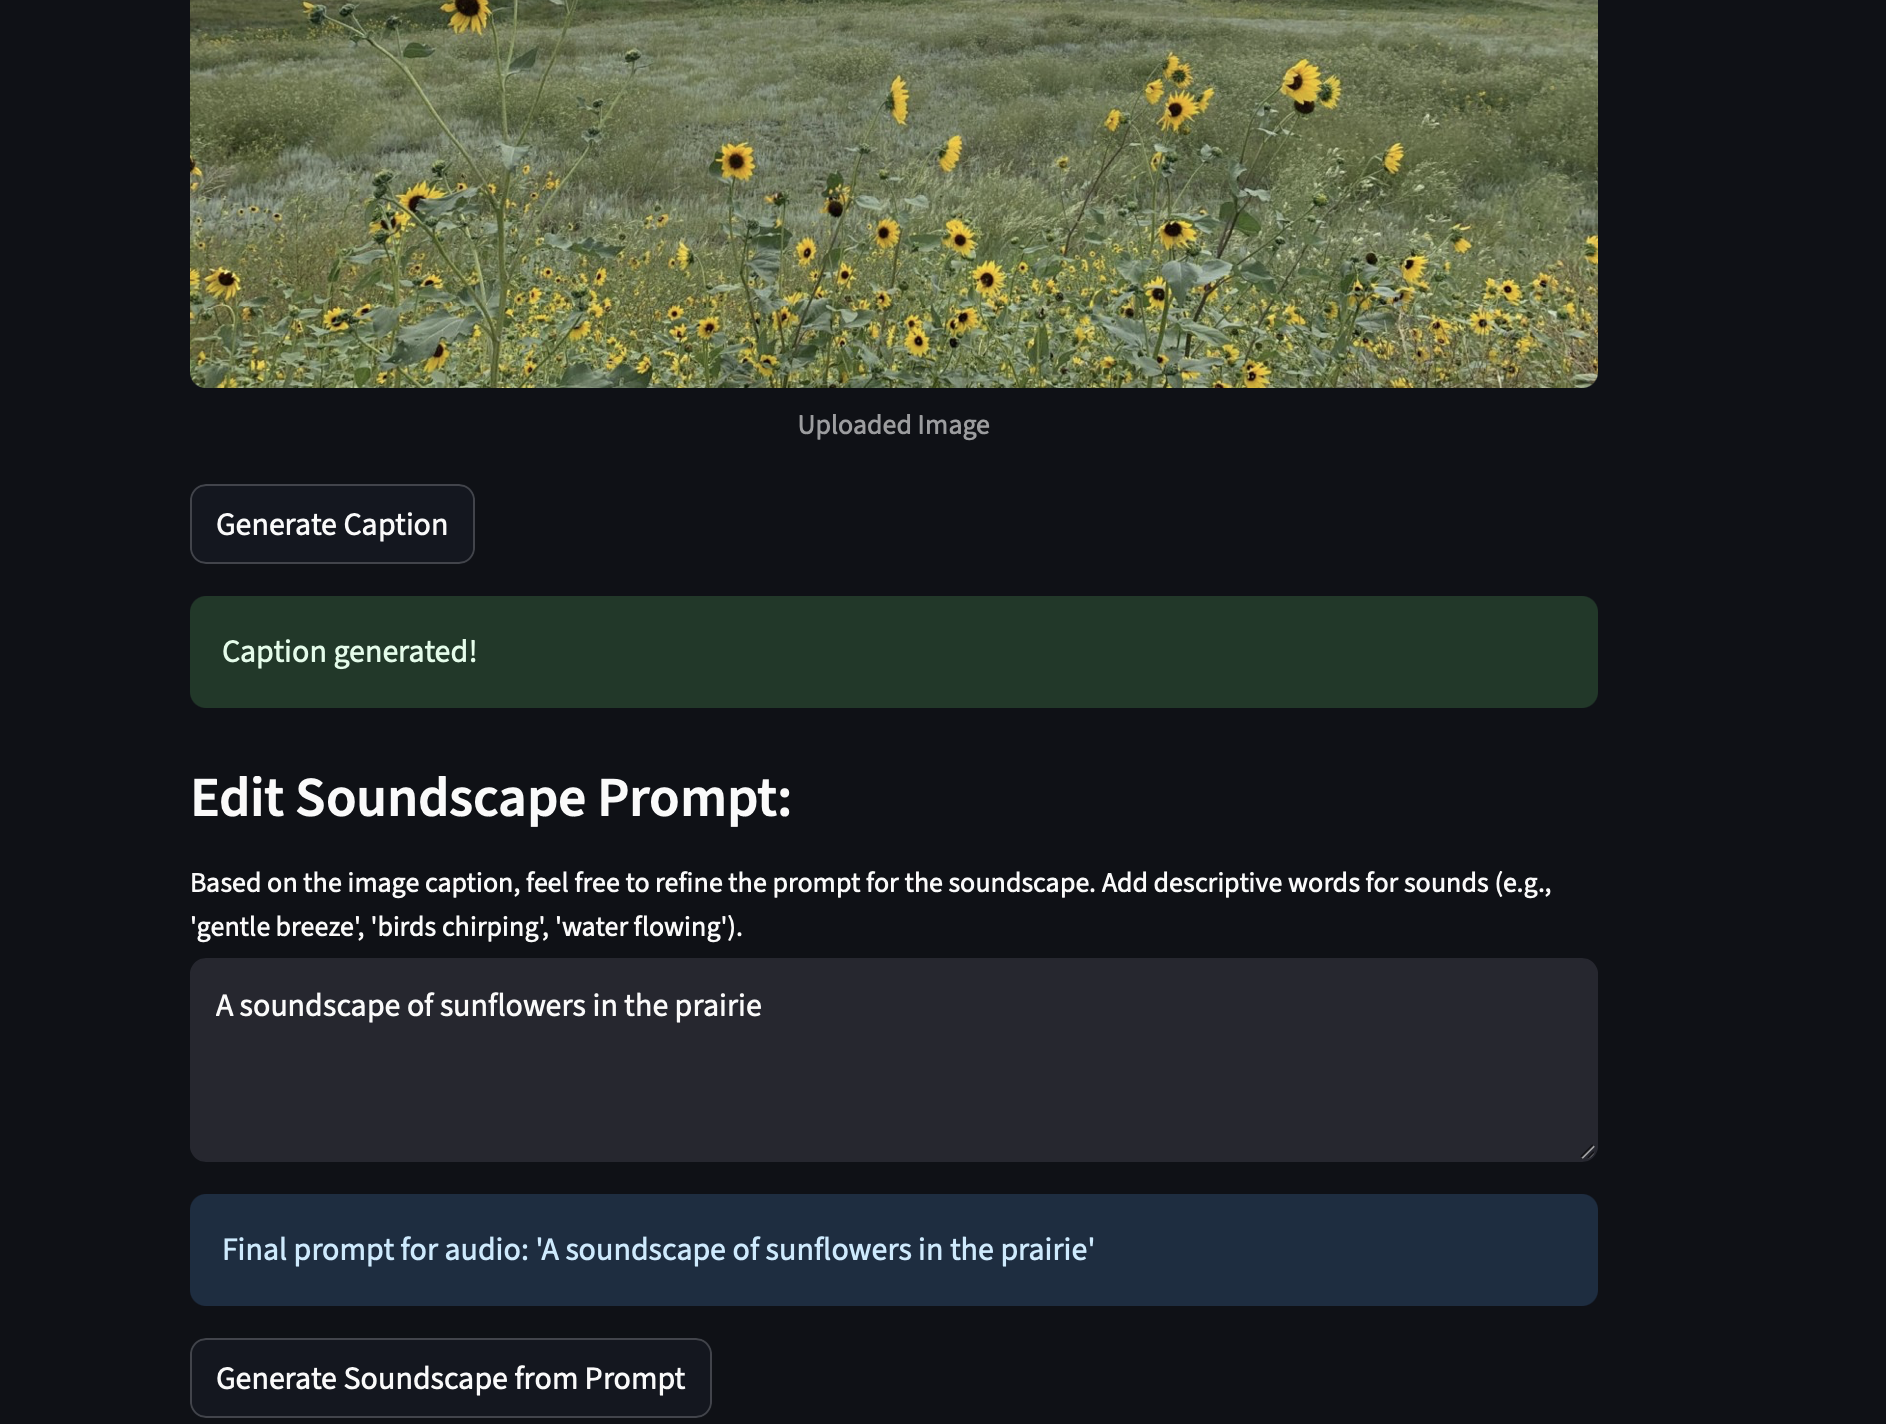 Uploaded Image
Generate Caption
Caption generated!
Edit Soundscape Prompt:
Based on the image caption, feel free to refine the prompt for the soundscape. Add descriptive words for sounds (e.g.,
'gentle breeze', 'birds chirping', 'water flowing').
A soundscape of sunflowers in the prairie
Final prompt for audio: 'A soundscape of sunflowers in the prairie'
Generate Soundscape from Prompt